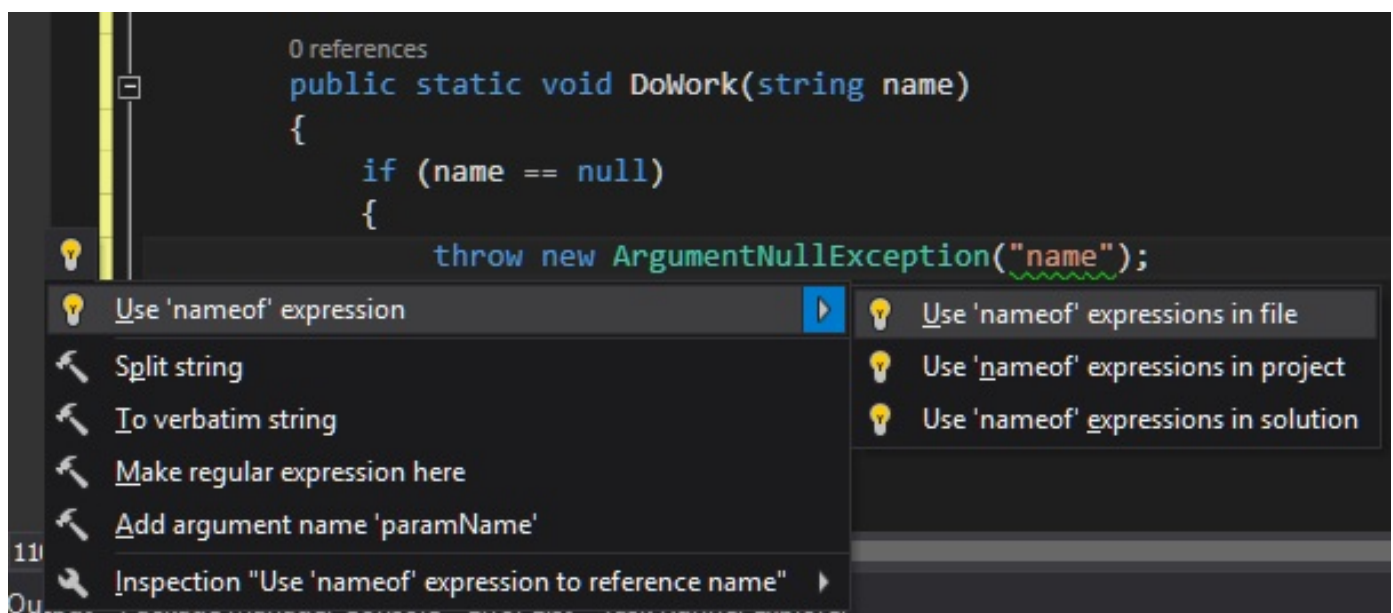 0 references
public static void DoWork(string name)
{
if (name == null)
{
throw new ArgumentNullException("name");
Use 'nameof' expression
Use 'nameof' expressions in file
Split string
Use 'nameof' expressions in project
To verbatim string
Use 'nameof' expressions in solution
Make regular expression here
Add argument name 'paramName'
110
Inspection "Use 'nameof' expression to reference name"